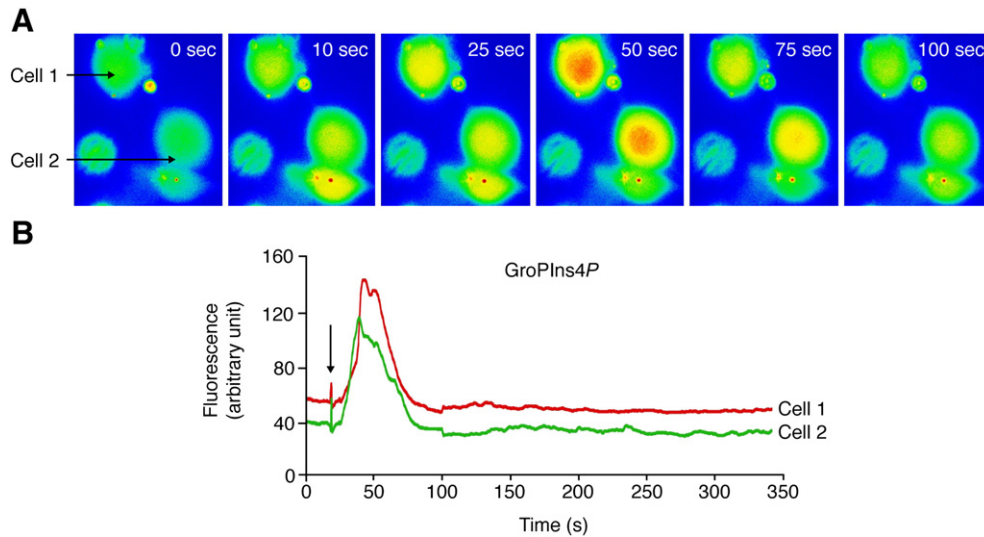 A
0 sec 10 sec 25 sec 50 sec 75 sec 100 sec
Cell 1
Cell 2
B
GroPIns4P
Fluorescence
(arbitrary unit)
160
120
80
40
0
Cell 1
Cell 2
0 50 100 150 200 250 300 350
Time (s)